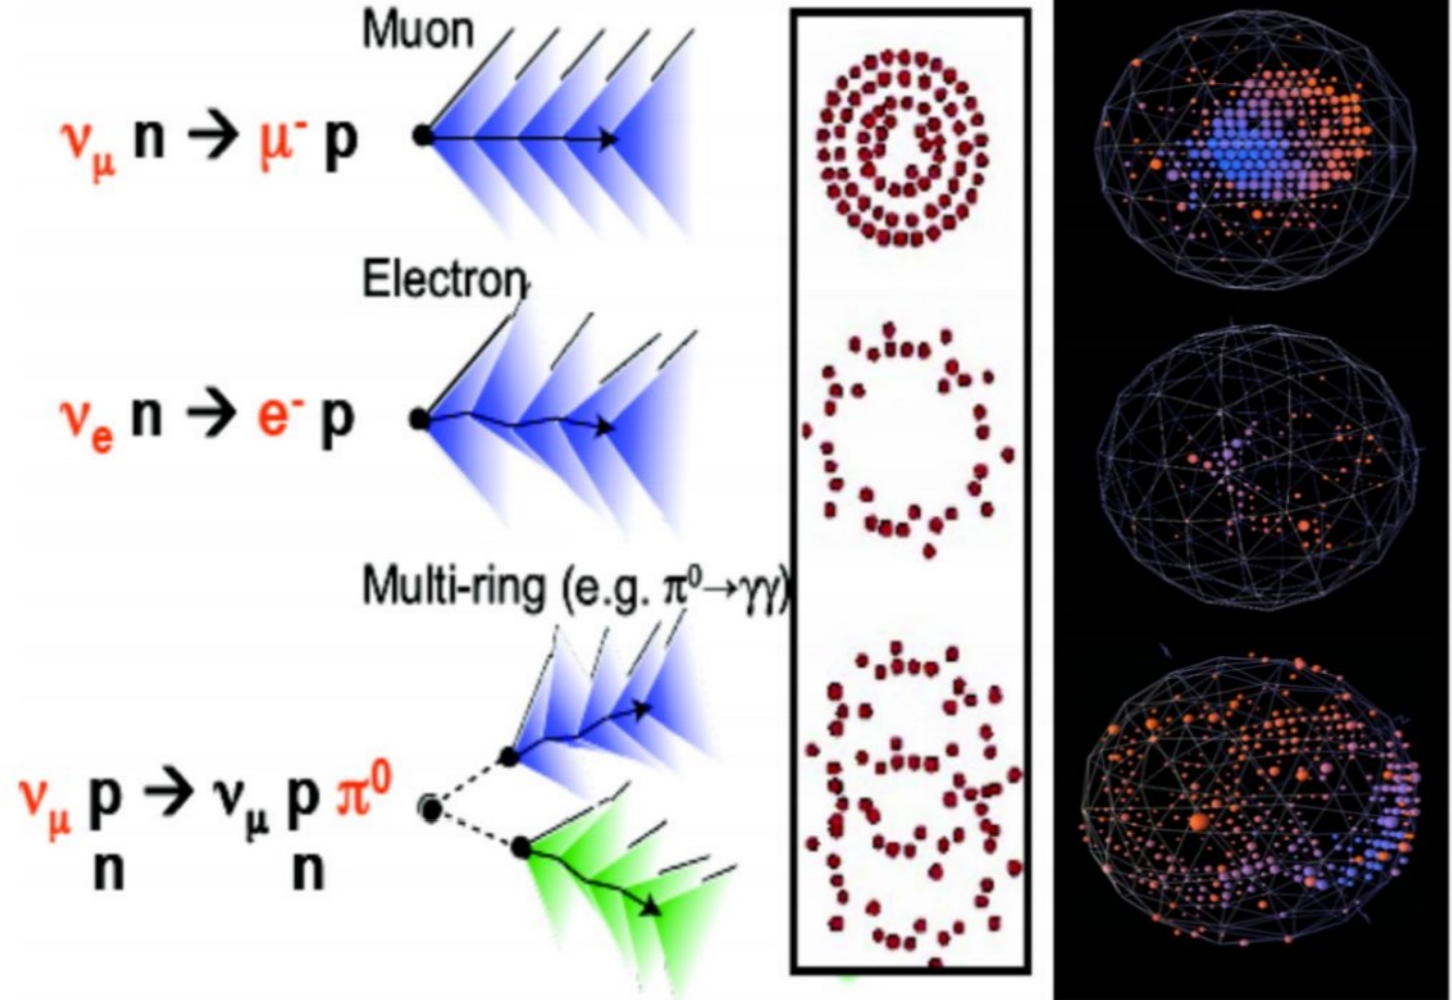 Muon
νμ n → μ- p
Electron
νe n → e- p
Multi-ring (e.g. π0→γγ)
νμ p → νμ p π0
n n